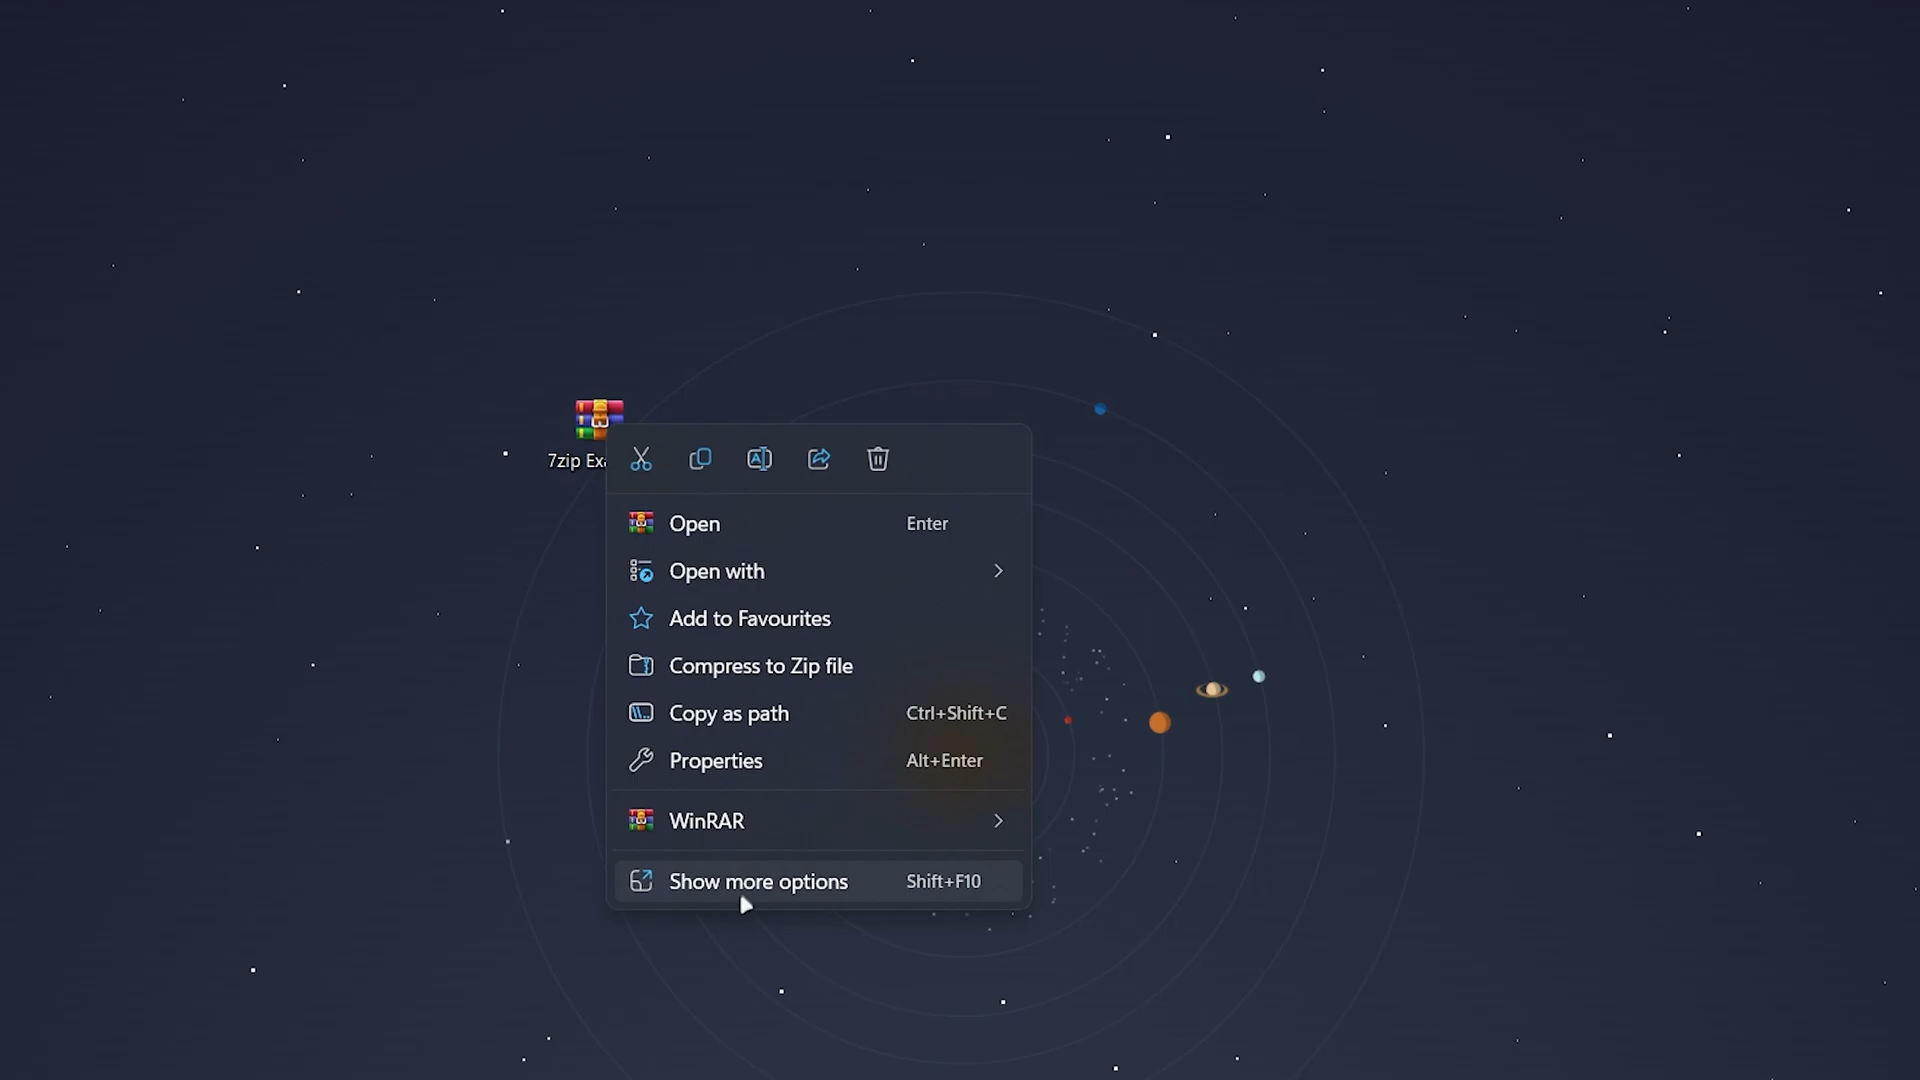 7zip
Open Enter
Open with
Add to Favourites
Compress to Zip file
Copy as path Ctrl+Shift+C
Properties Alt+Enter
WinRAR
Show more options Shift+F10